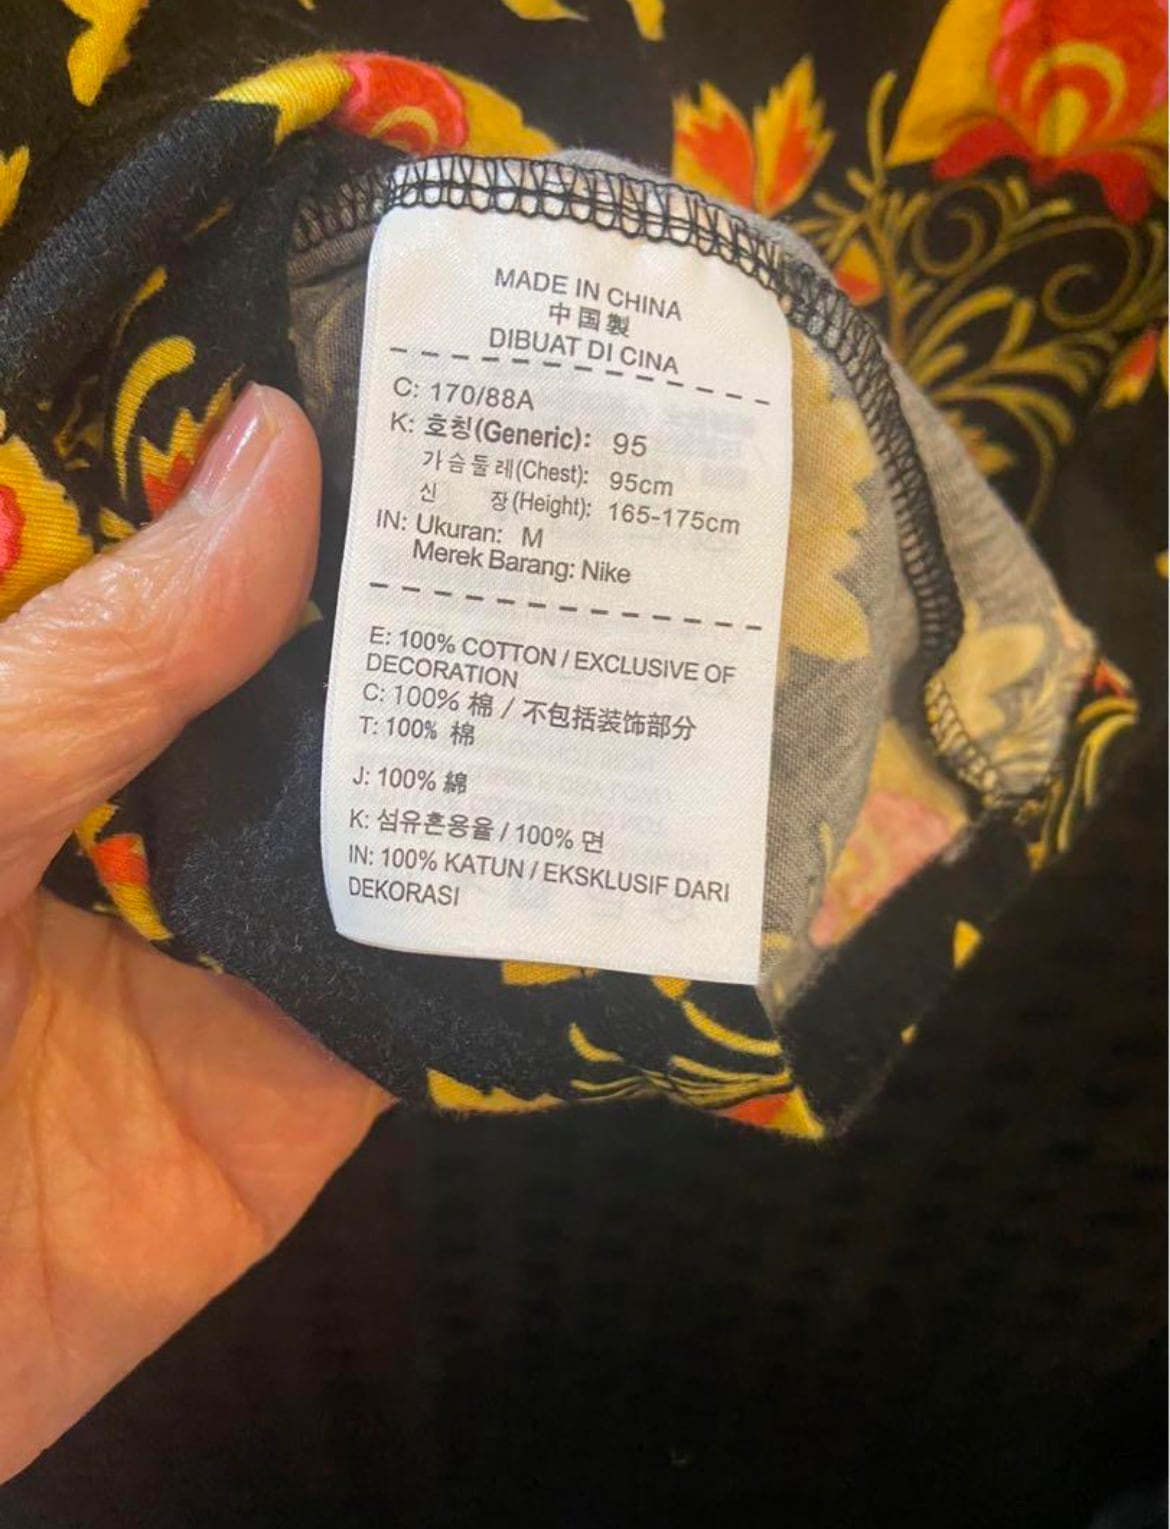 MADE IN CHINA
中国製
DIBUAT DI CINA
C: 170/88A
K: 호칭(Generic): 95
가슴둘레(Chest): 95cm
신 장(Height): 165-175cm
IN: Ukuran: M
Merek Barang: Nike
E: 100% COTTON / EXCLUSIVE OF
DECORATION
C: 100% 棉 / 不包括装饰部分
T: 100% 棉
J: 100% 綿
K: 섬유혼용율 / 100% 면
IN: 100% KATUN / EKSKLUSIF DARI
DEKORASI